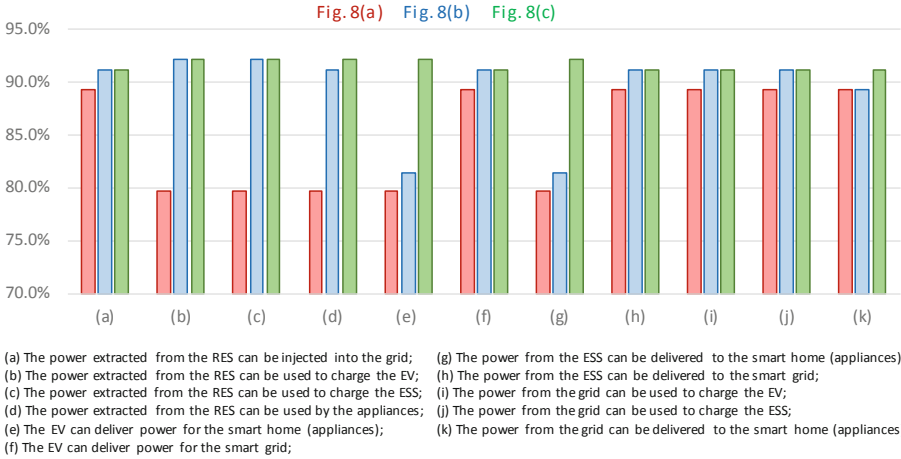 Fig. 8(a) Fig. 8(b) Fig. 8(c)
95.0%
90.0%
85.0%
80.0%
75.0%
70.0%
(a) (b) (c) (d) (e) (f) (g) (h) (i) (j) (k)
(a) The power extracted from the RES can be injected into the grid;
(b) The power extracted from the RES can be used to charge the EV;
(c) The power extracted from the RES can be used to charge the ESS;
(d) The power extracted from the RES can be used by the appliances;
(e) The EV can deliver power for the smart home (appliances);
(f) The EV can deliver power for the smart grid;
(g) The power from the ESS can be delivered to the smart home (appliances)
(h) The power from the ESS can be delivered to the smart grid;
(i) The power from the grid can be used to charge the EV;
(j) The power from the grid can be used to charge the ESS;
(k) The power from the grid can be delivered to the smart home (appliances